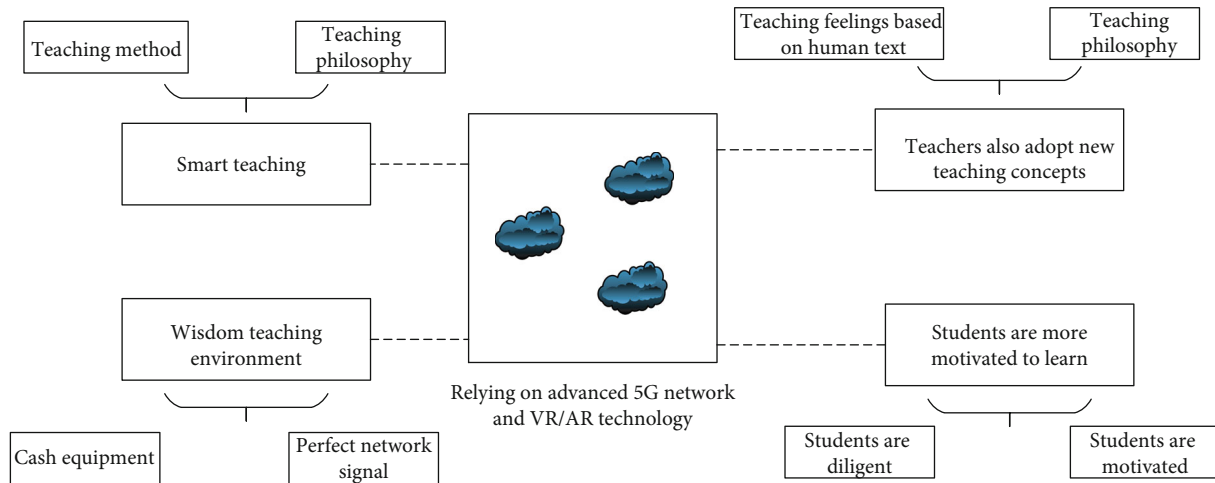 Teaching method
Teaching
philosophy
Teaching feelings based
on human text
Teaching
philosophy
Smart teaching
Teachers also adopt new
teaching concepts
Wisdom teaching
environment
Students are more
motivated to learn
Relying on advanced 5G network
and VR/AR technology
Cash equipment
Perfect network
signal
Students are
diligent
Students are
motivated